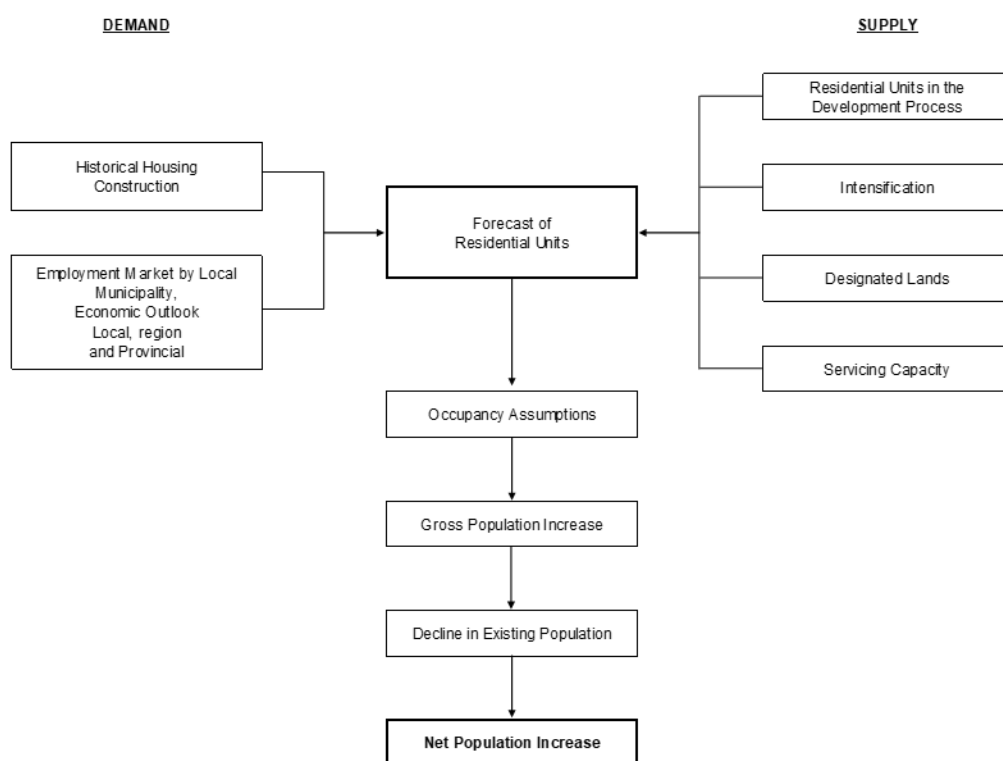 DEMAND
SUPPLY
Residential Units in the
Development Process
Historical Housing
Construction
Intensification
Forecast of
Residential Units
Employment Market by Local
Municipality,
Economic Outlook
Local, region
and Provincial
Designated Lands
Servicing Capacity
Occupancy Assumptions
Gross Population Increase
Decline in Existing Population
Net Population Increase